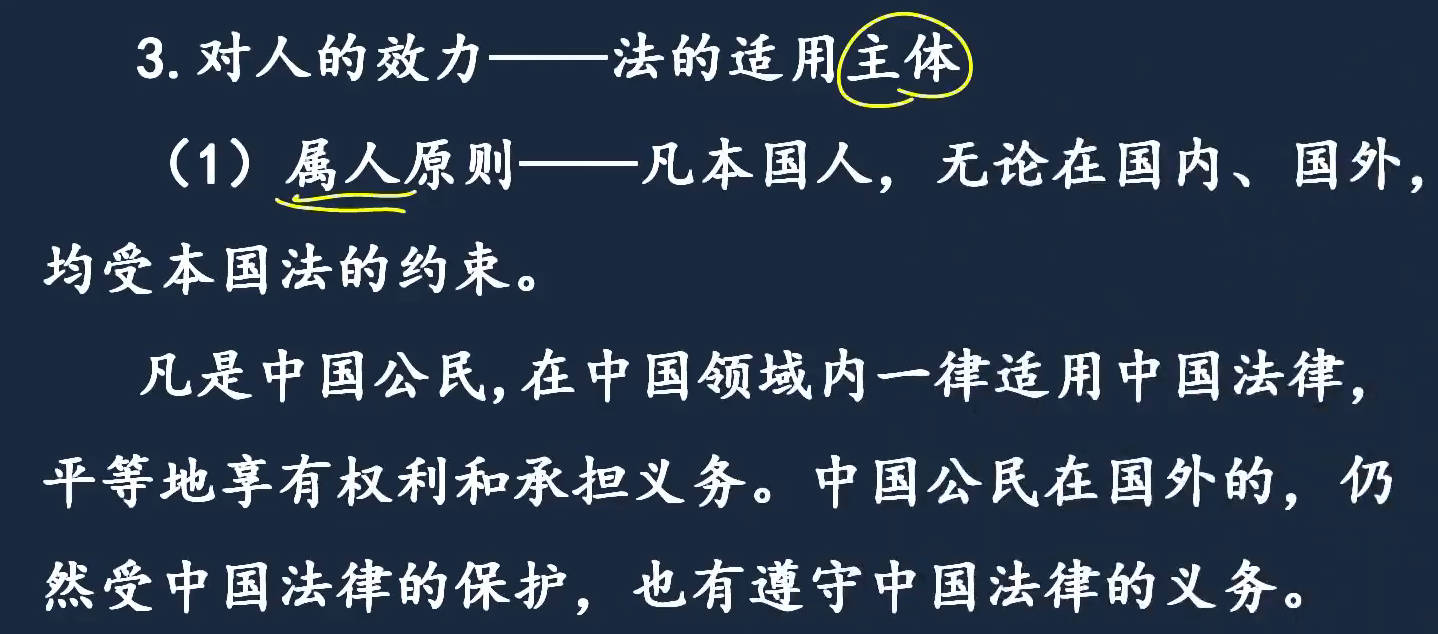 3.对人的效力——法的适用主体
（1）属人原则——凡本国人，无论在国内、国外，
均受本国法的约束。
凡是中国公民,在中国领域内一律适用中国法律，
平等地享有权利和承担义务。中国公民在国外的，仍
然受中国法律的保护，也有遵守中国法律的义务。